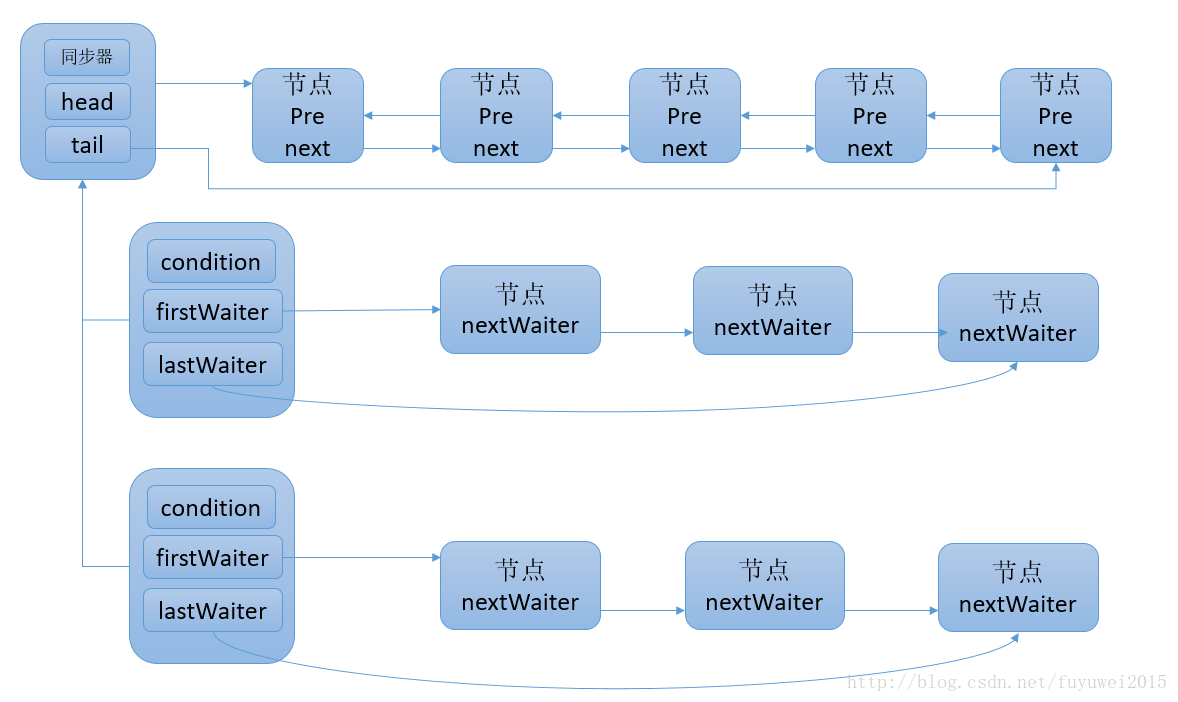 同步器
head
tail
节点
Pre
next
节点
Pre
next
节点
Pre
next
节点
Pre
next
节点
Pre
next
condition
firstWaiter
lastWaiter
节点
nextWaiter
节点
nextWaiter
节点
nextWaiter
condition
firstWaiter
lastWaiter
节点
nextWaiter
节点
nextWaiter
节点
nextWaiter
http://blog.csdn.net/fuyuwei2015